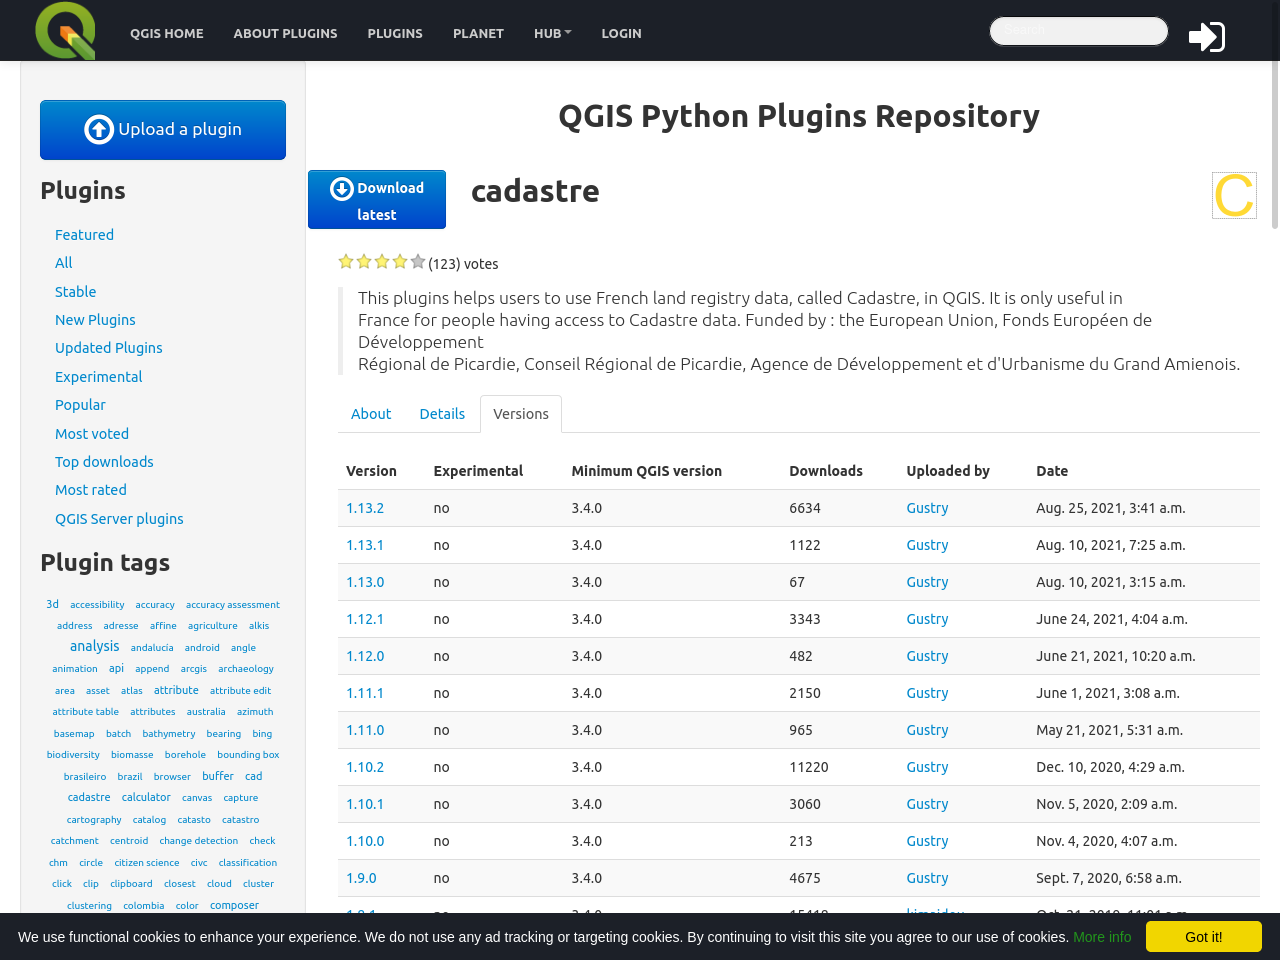 QGIS HOME ABOUT PLUGINS PLUGINS PLANET HUB LOGIN
Search
Upload a plugin
Plugins
Featured
All
Stable
New Plugins
Updated Plugins
Experimental
Popular
Most voted
Top downloads
Most rated
QGIS Server plugins
Plugin tags
3d accessibility accuracy accuracy assessment
address adresse affine agriculture alkis
analysis andalucía android angle
animation api append arcgis archaeology
area asset atlas attribute attribute edit
attribute table attributes australia azimuth
basemap batch bathymetry bearing bing
biodiversity biomasse borehole bounding box
brasileiro brazil browser buffer cad
cadastre calculator canvas capture
cartography catalog catasto catastro
catchment centroid change detection check
chm circle citizen science civc classification
click clip clipboard closest cloud cluster
clustering colombia color composer
QGIS Python Plugins Repository
Download
latest
cadastre
C
(123) votes
This plugins helps users to use French land registry data, called Cadastre, in QGIS. It is only useful in
France for people having access to Cadastre data. Funded by : the European Union, Fonds Européen de
Développement
Régional de Picardie, Conseil Régional de Picardie, Agence de Développement et d'Urbanisme du Grand Amienois.
About Details Versions
Version Experimental Minimum QGIS version Downloads Uploaded by Date
1.13.2 no 3.4.0 6634 Gustry Aug. 25, 2021, 3:41 a.m.
1.13.1 no 3.4.0 1122 Gustry Aug. 10, 2021, 7:25 a.m.
1.13.0 no 3.4.0 67 Gustry Aug. 10, 2021, 3:15 a.m.
1.12.1 no 3.4.0 3343 Gustry June 24, 2021, 4:04 a.m.
1.12.0 no 3.4.0 482 Gustry June 21, 2021, 10:20 a.m.
1.11.1 no 3.4.0 2150 Gustry June 1, 2021, 3:08 a.m.
1.11.0 no 3.4.0 965 Gustry May 21, 2021, 5:31 a.m.
1.10.2 no 3.4.0 11220 Gustry Dec. 10, 2020, 4:29 a.m.
1.10.1 no 3.4.0 3060 Gustry Nov. 5, 2020, 2:09 a.m.
1.10.0 no 3.4.0 213 Gustry Nov. 4, 2020, 4:07 a.m.
1.9.0 no 3.4.0 4675 Gustry Sept. 7, 2020, 6:58 a.m.
We use functional cookies to enhance your experience. We do not use any ad tracking or targeting cookies. By continuing to visit this site you agree to our use of cookies. More info Got it!